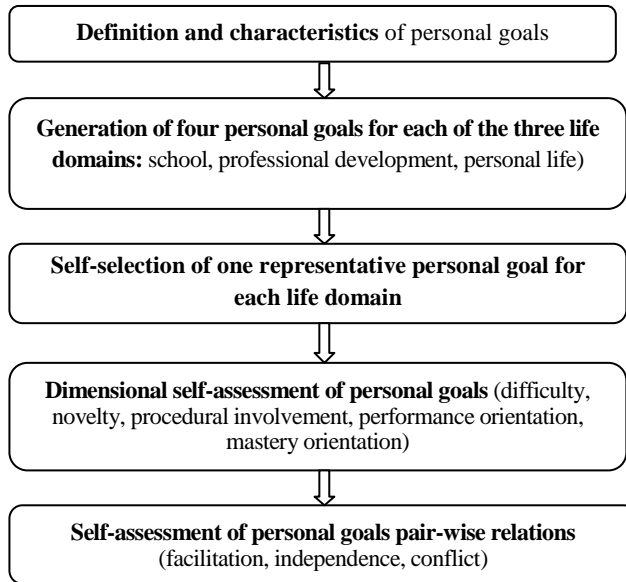 Definition and characteristics of personal goals
Generation of four personal goals for each of the three life
domains: school, professional development, personal life)
Self-selection of one representative personal goal for
each life domain
Dimensional self-assessment of personal goals (difficulty,
novelty, procedural involvement, performance orientation,
mastery orientation)
Self-assessment of personal goals pair-wise relations
(facilitation, independence, conflict)